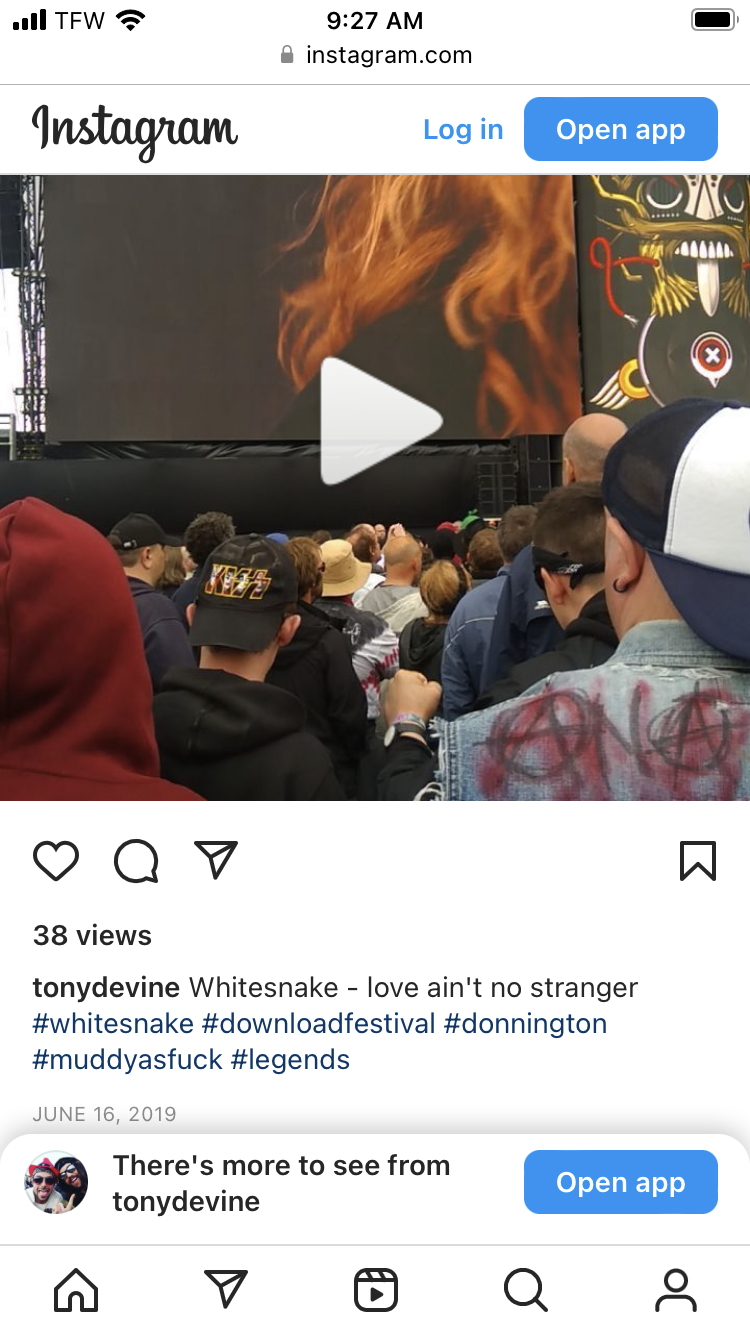 TFW 9:27 AM
instagram.com
Instagram Log in Open app
KISS
ANA
38 views
tonydevine Whitesnake - love ain't no stranger
#whitesnake #downloadfestival #donnington
#muddyasfuck #legends
JUNE 16, 2019
There's more to see from
tonydevine
Open app